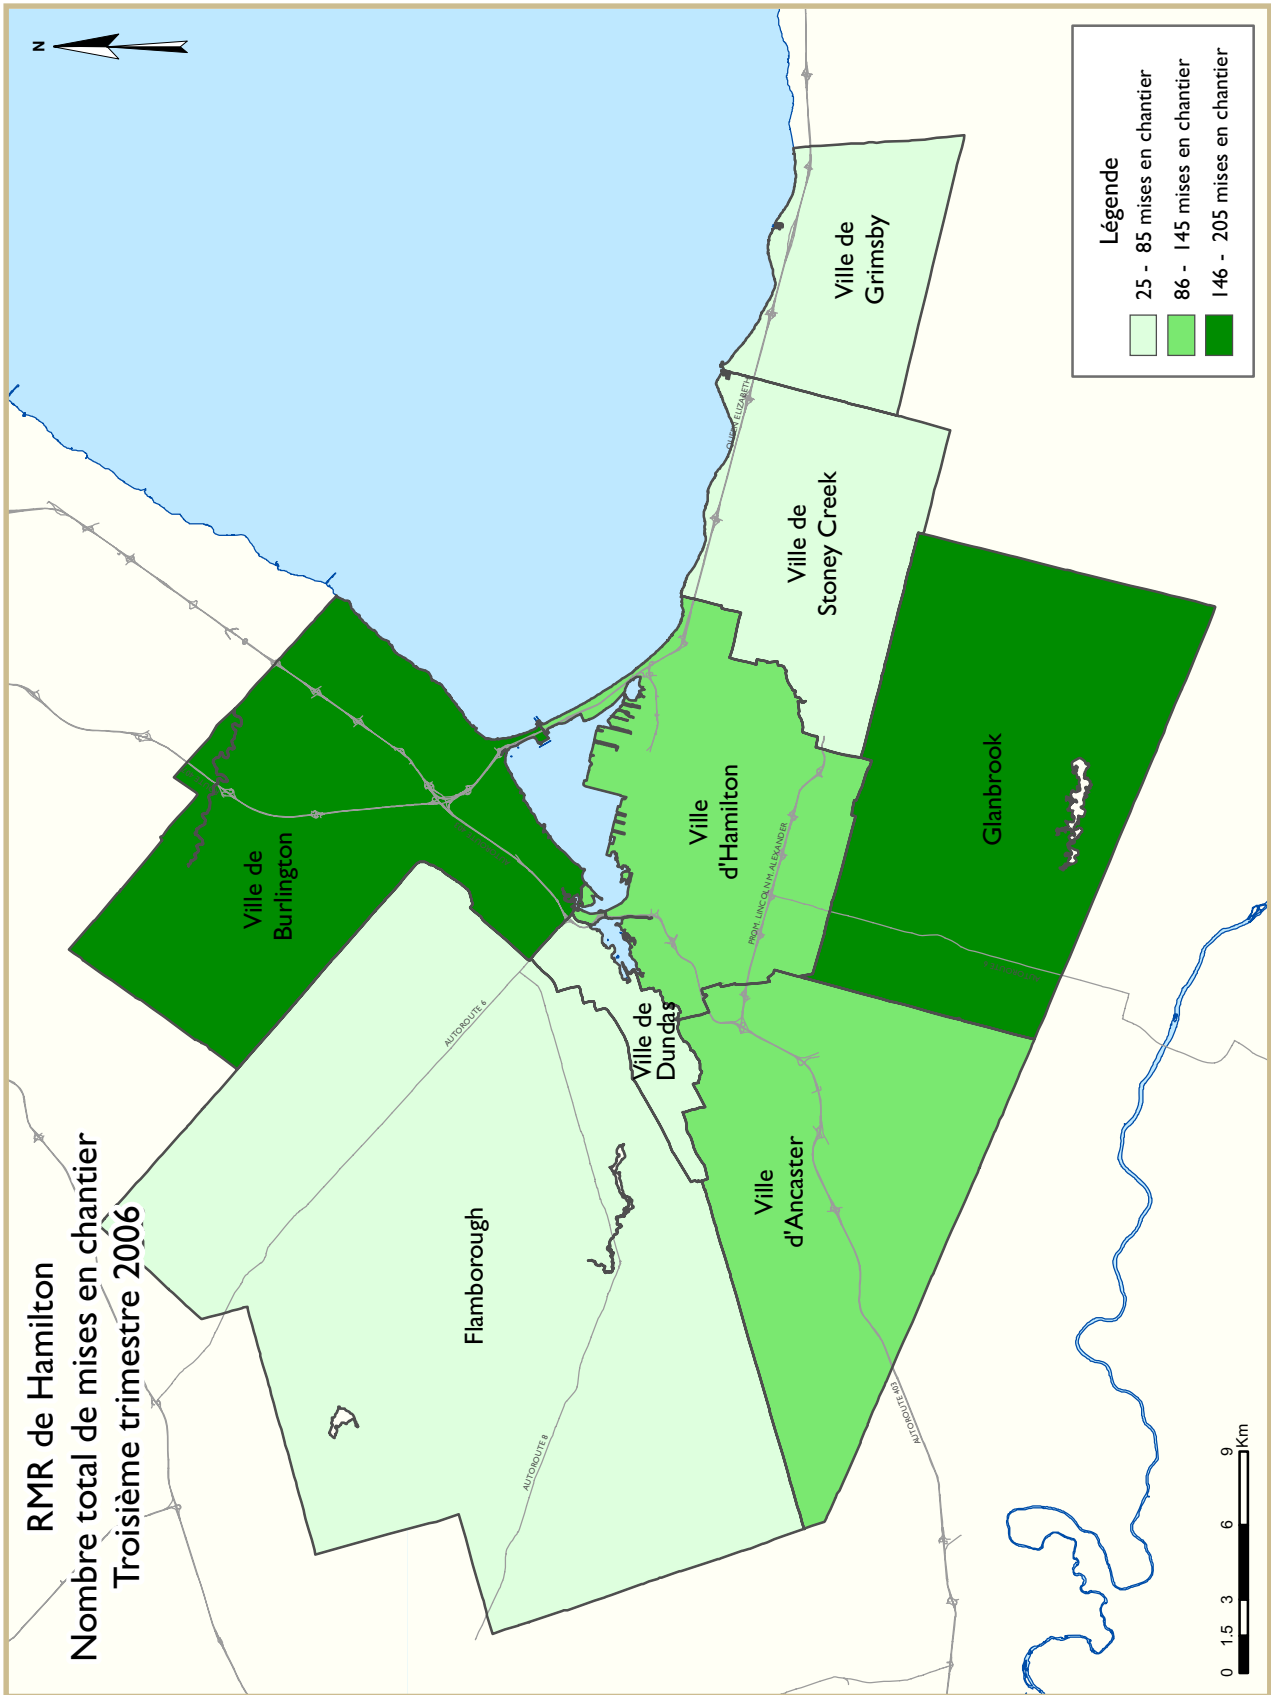 RMR de Hamilton
Nombre total de mises en chantier
Troisième trimestre 2006
N
Ville de
Burlington
Flamborough
AUTOROUTE 6
AUTOROUTE 8
Ville de
Dundas
Ville
d'Hamilton
PROM. LINCOLN M. ALEXANDER
Ville
d'Ancaster
AUTOROUTE 403
Glanbrook
Ville de
Stoney Creek
QUEEN ELIZABETH
Ville de
Grimsby
Légende
25 - 85 mises en chantier
86 - 145 mises en chantier
146 - 205 mises en chantier
0 1.5 3 6 9
Km